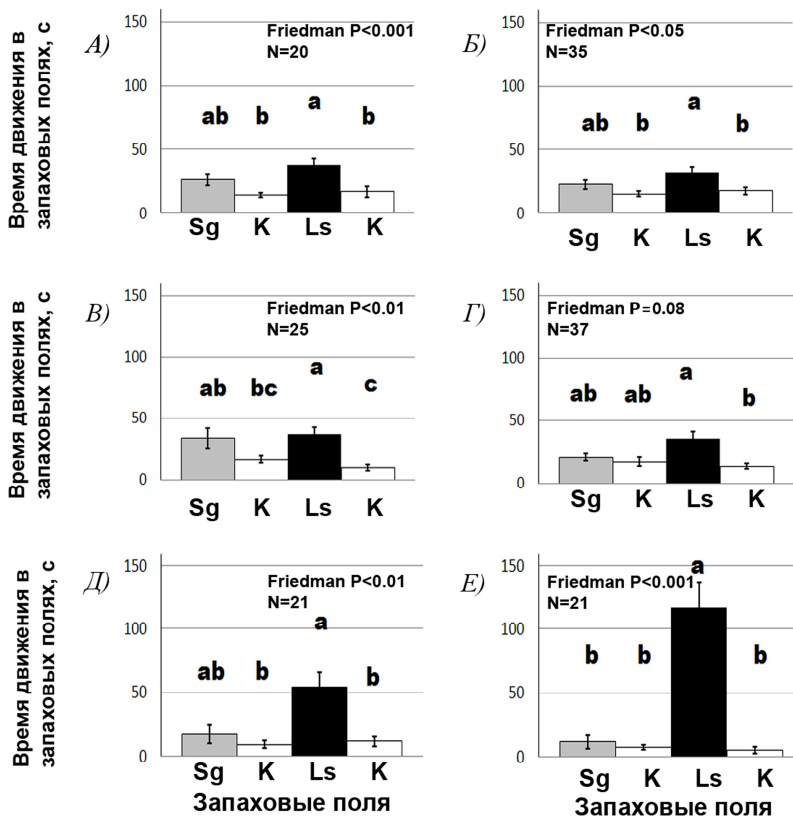 Время движения в
запаховых полях, с
А)
150
100
50
0
Friedman P<0.001
N=20
ab b a b
Sg K Ls K
Б)
150
100
50
0
Friedman P<0.05
N=35
ab b a b
Sg K Ls K
Время движения в
запаховых полях, с
В)
150
100
50
0
Friedman P<0.01
N=25
ab bc a c
Sg K Ls K
Г)
150
100
50
0
Friedman P=0.08
N=37
ab ab a b
Sg K Ls K
Время движения в
запаховых полях, с
Д)
150
100
50
0
Friedman P<0.01
N=21
ab b a b
Sg K Ls K
Запаховые поля
Е)
150
100
50
0
Friedman P<0.001
N=21
b b a b
Sg K Ls K
Запаховые поля